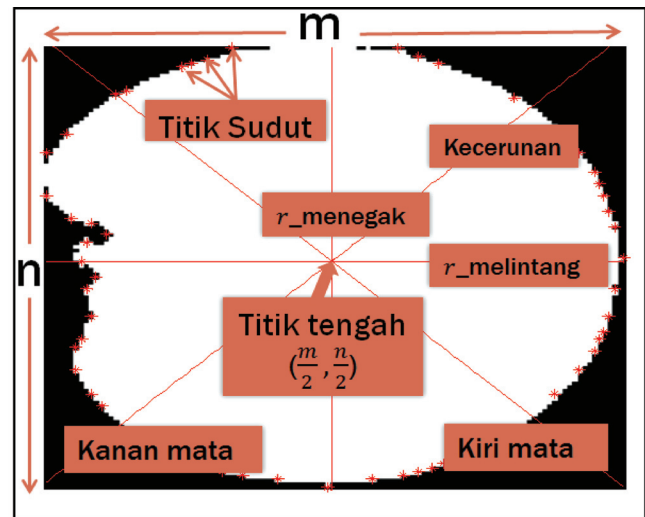 m
Titik Sudut
Kecerunan
r_menegak
n
r_melintang
Titik tengah
(m/2, n/2)
Kanan mata
Kiri mata